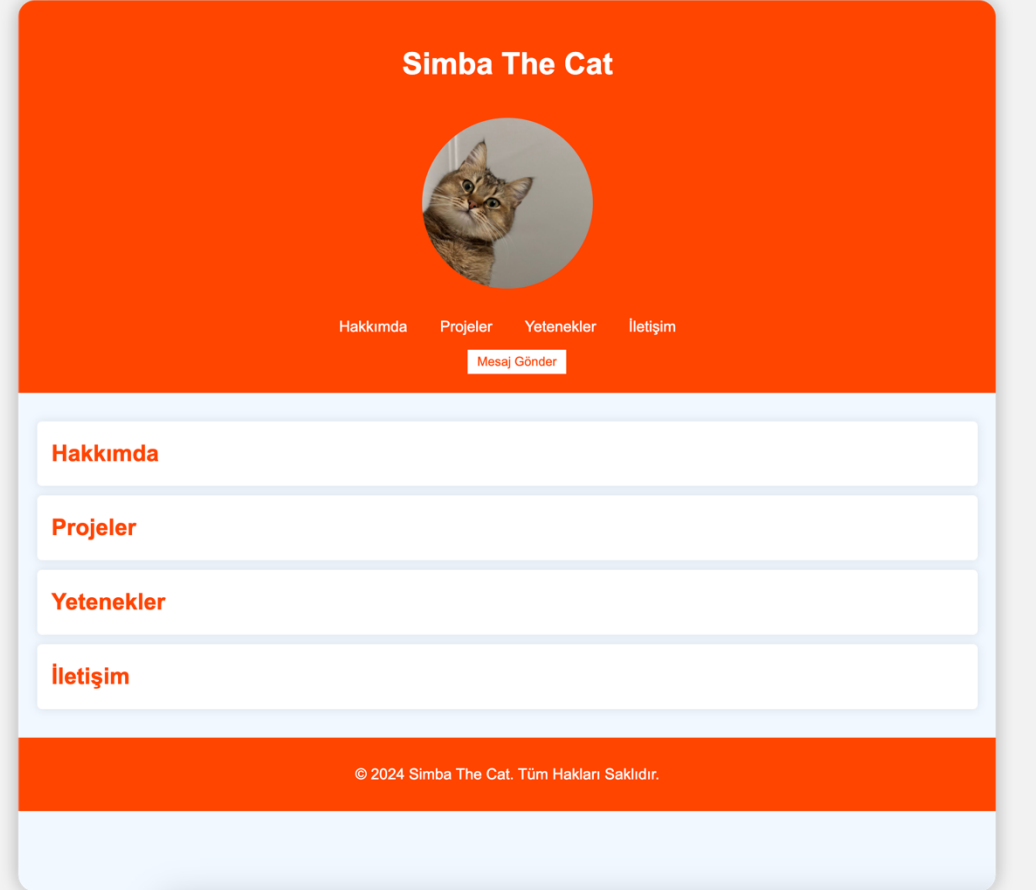 Simba The Cat
Hakkımda Projeler Yetenekler İletişim
Mesaj Gönder
Hakkımda
Projeler
Yetenekler
İletişim
© 2024 Simba The Cat. Tüm Hakları Saklıdır.